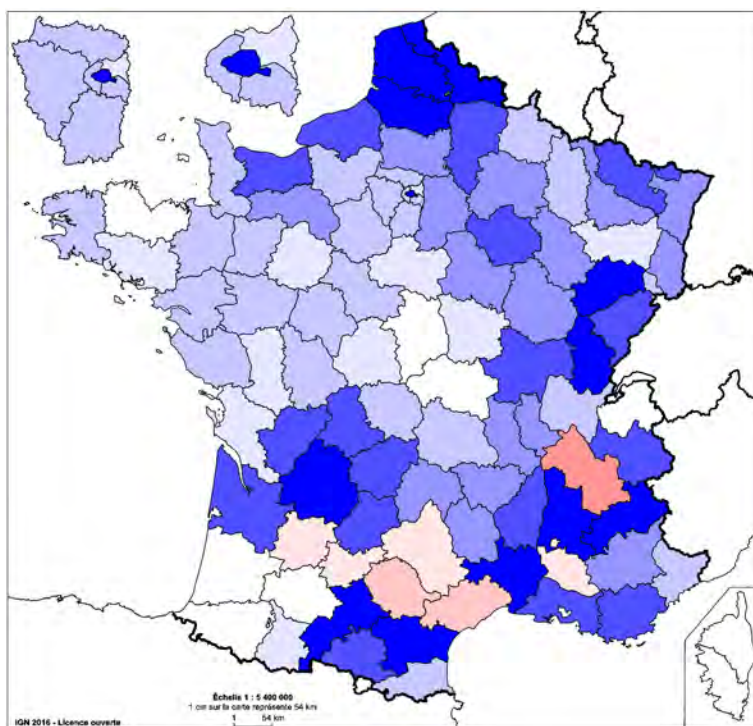 Échelle 1 : 5 400 000
1 cm sur la carte représente 54 km
1 54 km
IGN 2016 - Licence ouverte